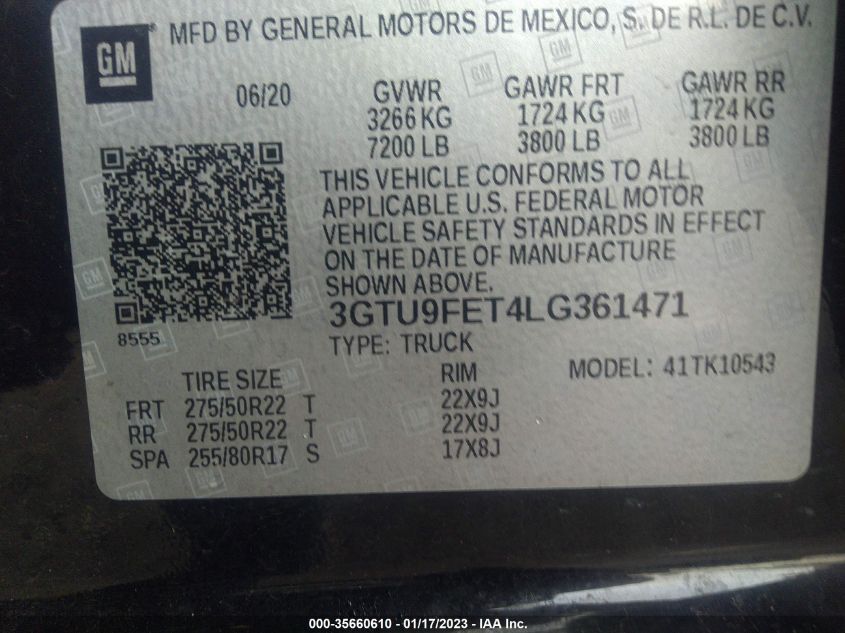 GM MFD BY GENERAL MOTORS DE MEXICO, S. DE R.L. DE C.V.
06/20 GVWR GAWR FRT GAWR RR
3266 KG 1724 KG 1724 KG
7200 LB 3800 LB 3800 LB
THIS VEHICLE CONFORMS TO ALL
APPLICABLE U.S. FEDERAL MOTOR
VEHICLE SAFETY STANDARDS IN EFFECT
ON THE DATE OF MANUFACTURE
SHOWN ABOVE.
3GTU9FET4LG361471
8555
TYPE: TRUCK
MODEL: 41TK10543
TIRE SIZE RIM
FRT 275/50R22 T 22X9J
RR 275/50R22 T 22X9J
SPA 255/80R17 S 17X8J
000-35660610 - 01/17/2023 - © IAA Inc.